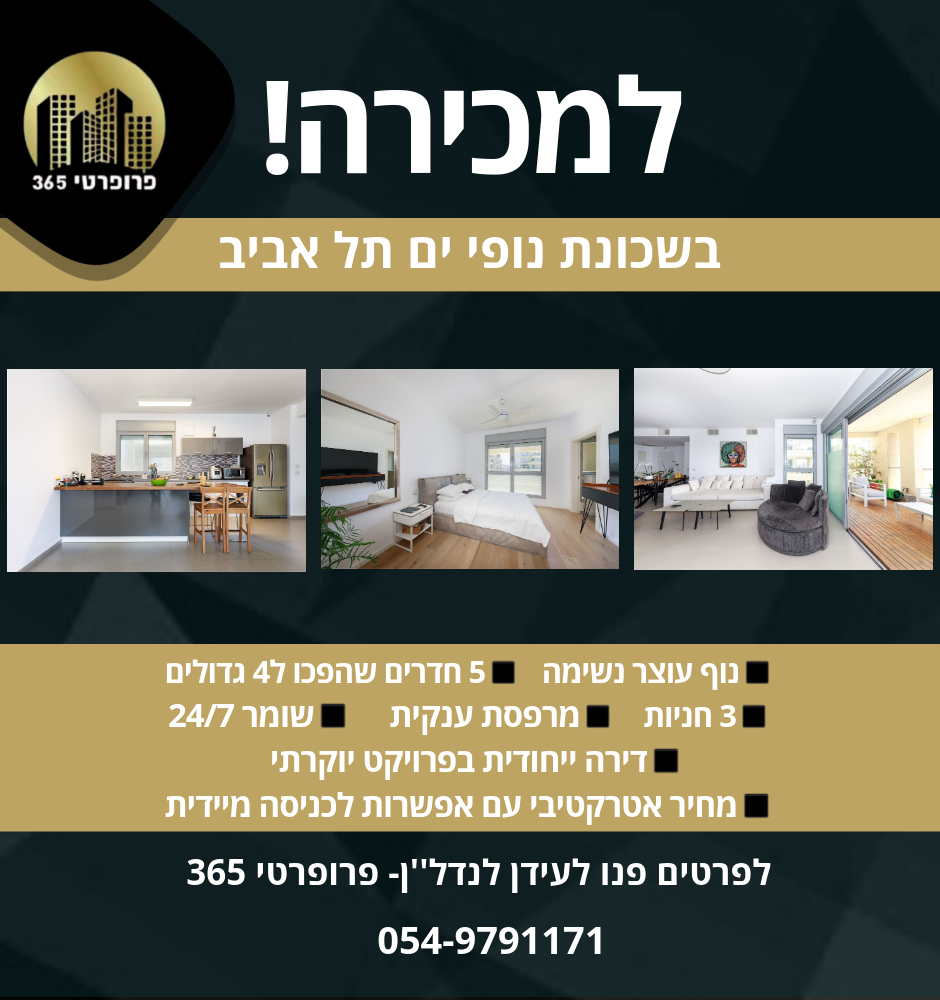 פרופרטי 365
למכירה!
בשכונת נופי ים תל אביב
נוף עוצר נשימה 5 חדרים שהפכו ל4 גדולים
3 חניות מרפסת ענקית שומר 24/7
דירה ייחודית בפרויקט יוקרתי
מחיר אטרקטיבי עם אפשרות לכניסה מיידית
לפרטים פנו לעידן לנדל''ן- פרופרטי 365
054-9791171